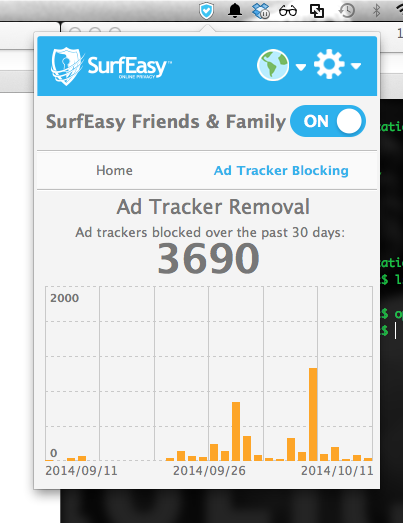 SurfEasy™
ONLINE PRIVACY
SurfEasy Friends & Family ON
Home Ad Tracker Blocking
Ad Tracker Removal
Ad trackers blocked over the past 30 days:
3690
2000
0
2014/09/11 2014/09/26 2014/10/11